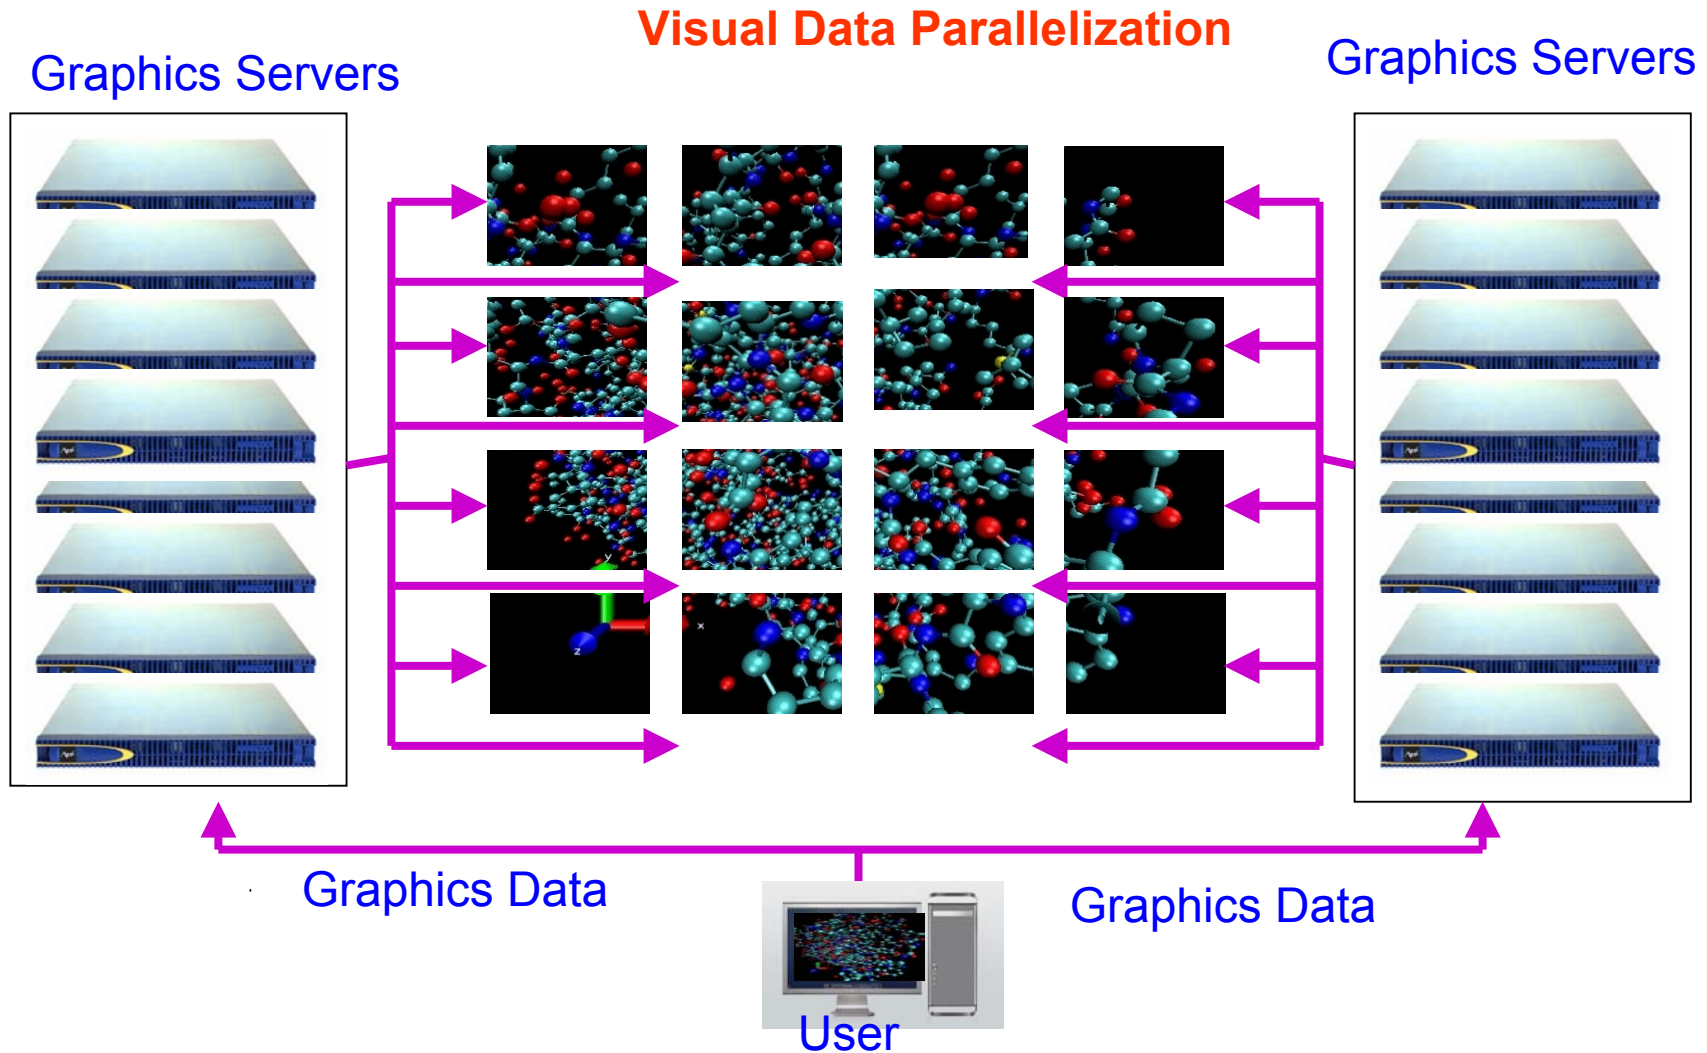 Visual Data Parallelization
Graphics Servers
Graphics Servers
Y
X
Z
Graphics Data
Graphics Data
User